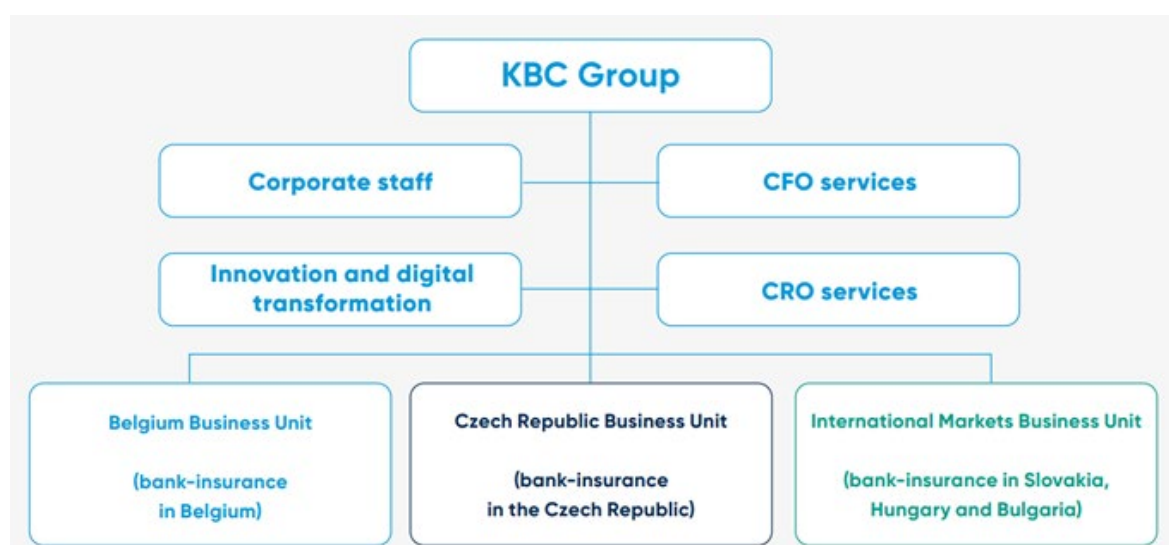 KBC Group
Corporate staff
CFO services
Innovation and digital
transformation
CRO services
Belgium Business Unit
(bank-insurance
in Belgium)
Czech Republic Business Unit
(bank-insurance
in the Czech Republic)
International Markets Business Unit
(bank-insurance in Slovakia,
Hungary and Bulgaria)